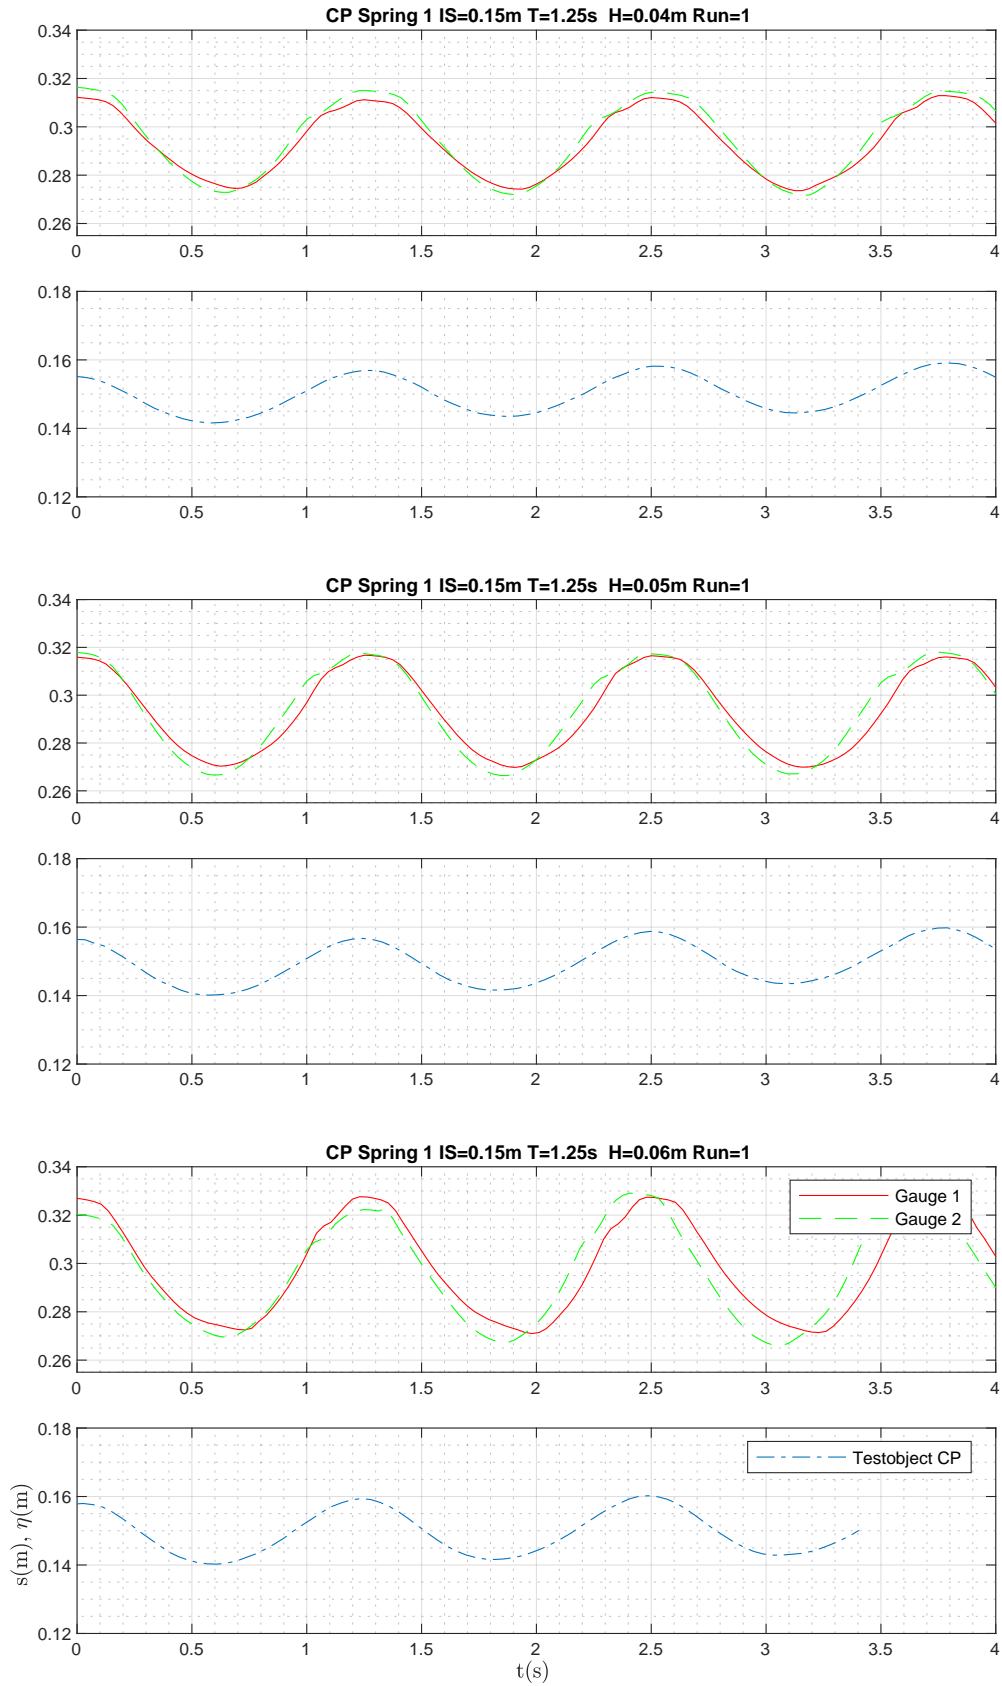 CP Spring 1 IS=0.15m T=1.25s  H=0.04m Run=1
0.34
0.32
0.3
0.28
0.26
0 0.5 1 1.5 2 2.5 3 3.5 4
0.18
0.16
0.14
0.12
0 0.5 1 1.5 2 2.5 3 3.5 4
CP Spring 1 IS=0.15m T=1.25s  H=0.05m Run=1
0.34
0.32
0.3
0.28
0.26
0 0.5 1 1.5 2 2.5 3 3.5 4
0.18
0.16
0.14
0.12
0 0.5 1 1.5 2 2.5 3 3.5 4
CP Spring 1 IS=0.15m T=1.25s  H=0.06m Run=1
0.34
Gauge 1
0.32
Gauge 2
0.3
0.28
0.26
0 0.5 1 1.5 2 2.5 3 3.5 4
0.18
Testobject CP
0.16
0.14
0.12
s(m), η(m)
0 0.5 1 1.5 2 2.5 3 3.5 4
t(s)